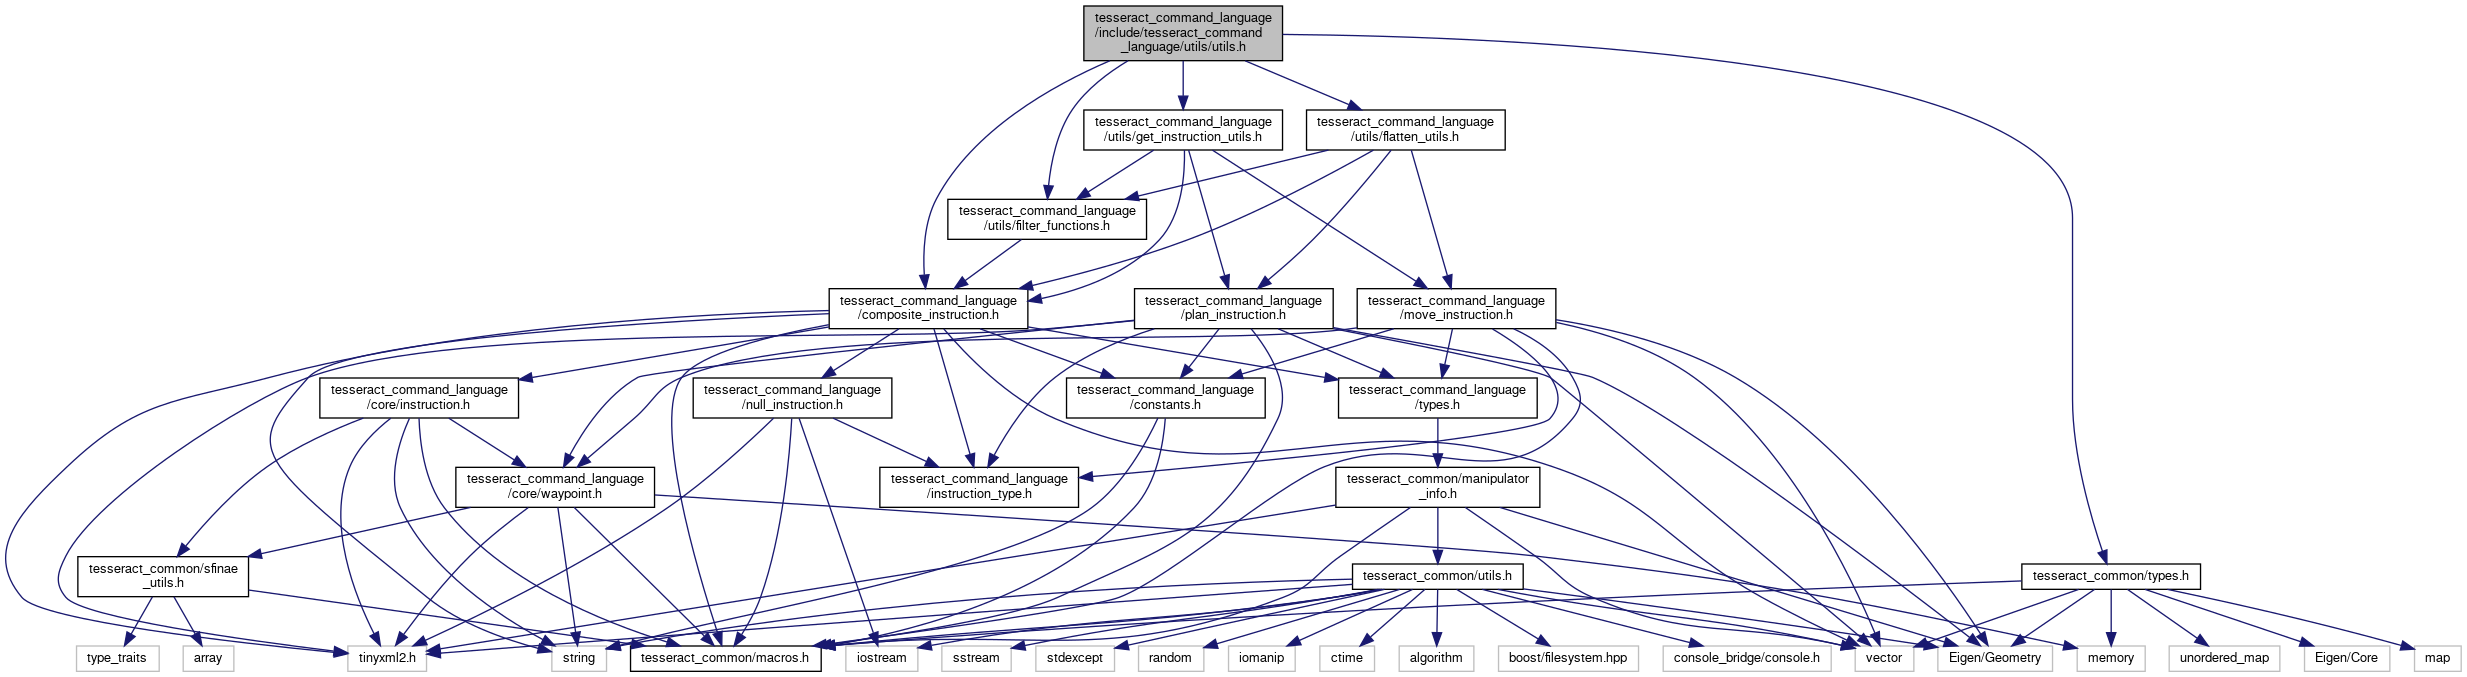 tesseract_command_language
/include/tesseract_command
_language/utils/utils.h
tesseract_command_language
/utils/get_instruction_utils.h
tesseract_command_language
/utils/flatten_utils.h
tesseract_command_language
/utils/filter_functions.h
tesseract_command_language
/composite_instruction.h
tesseract_command_language
/plan_instruction.h
tesseract_command_language
/move_instruction.h
tesseract_command_language
/core/instruction.h
tesseract_command_language
/null_instruction.h
tesseract_command_language
/constants.h
tesseract_command_language
/types.h
tesseract_command_language
/core/waypoint.h
tesseract_command_language
/instruction_type.h
tesseract_common/manipulator
_info.h
tesseract_common/sfinae
_utils.h
tesseract_common/utils.h
tesseract_common/types.h
type_traits
array
tinyxml2.h
string
tesseract_common/macros.h
iostream
sstream
stdexcept
random
iomanip
ctime
algorithm
boost/filesystem.hpp
console_bridge/console.h
vector
Eigen/Geometry
memory
unordered_map
Eigen/Core
map